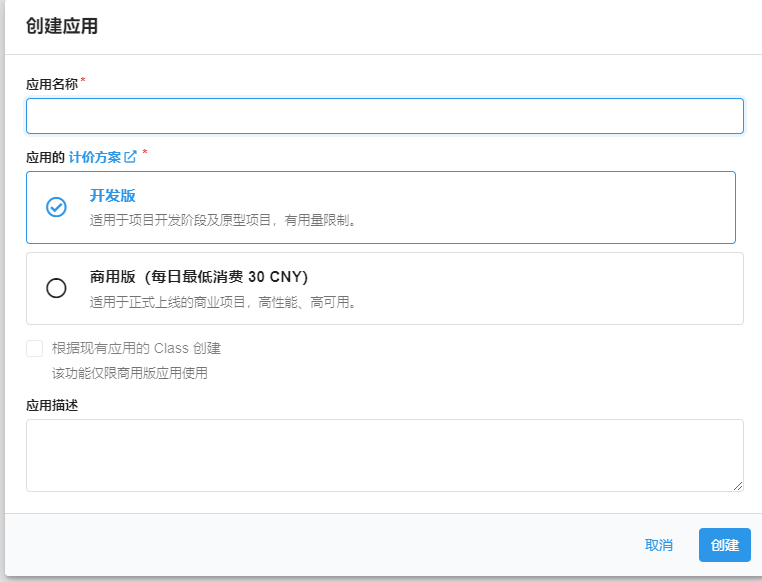 创建应用
应用名称*
应用的 计价方案 *
开发版
适用于项目开发阶段及原型项目，有用量限制。
商用版（每日最低消费 30 CNY）
适用于正式上线的商业项目，高性能、高可用。
根据现有应用的 Class 创建
该功能仅限商用版应用使用
应用描述
取消
创建